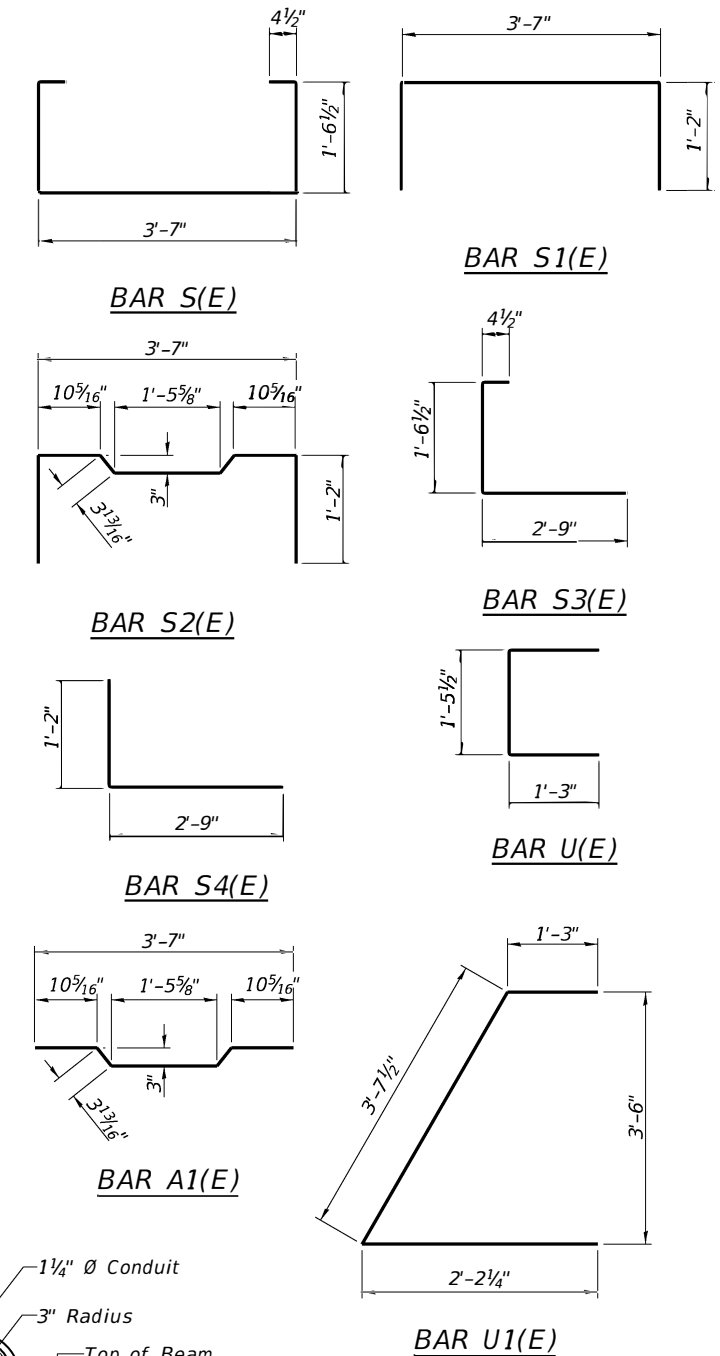 4½"
1'-6½"
3'-7"
BAR S(E)
3'-7"
1'-2"
BAR S1(E)
3'-7"
10⁵⁄₁₆"
1'-5⅝"
10⁵⁄₁₆"
3"
3¹³⁄₁₆"
1'-2"
BAR S2(E)
4½"
1'-6½"
2'-9"
BAR S3(E)
1'-2"
2'-9"
BAR S4(E)
1'-5½"
1'-3"
BAR U(E)
3'-7"
10⁵⁄₁₆"
1'-5⅝"
10⁵⁄₁₆"
3"
3¹³⁄₁₆"
BAR A1(E)
1'-3"
3'-7½"
3'-6"
2'-2¼"
BAR U1(E)
1¼" Ø Conduit
3" Radius
Top of Beam